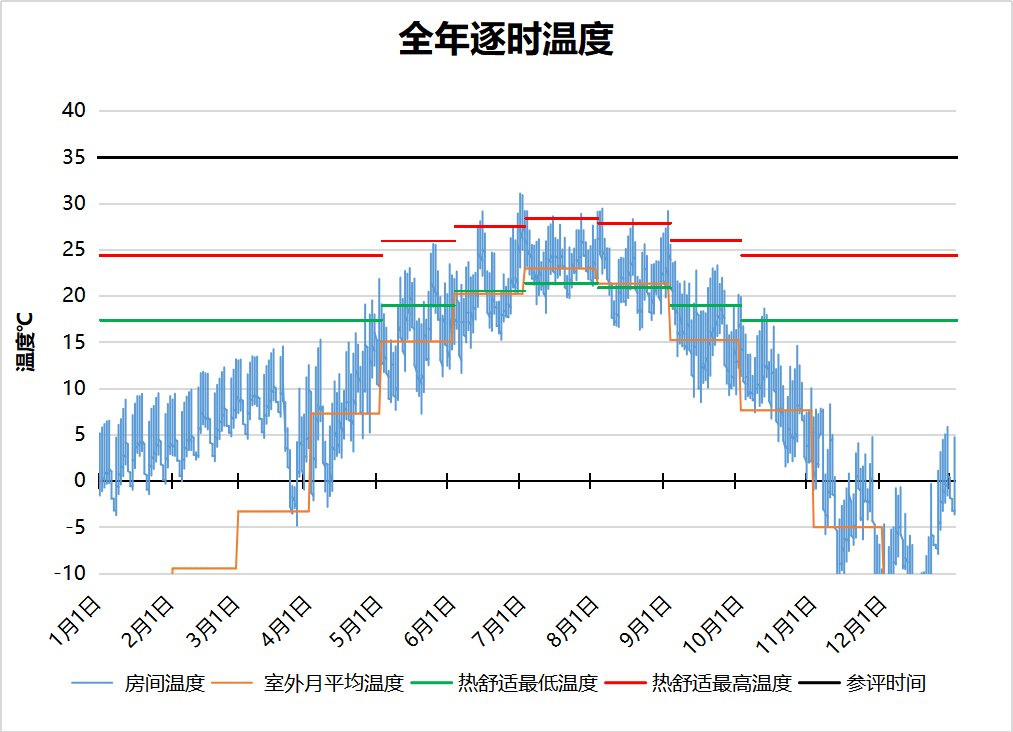 全年逐时温度
40
35
30
25
20
15
10
5
0
-5
-10
温度℃
1月1日
2月1日
3月1日
4月1日
5月1日
6月1日
7月1日
8月1日
9月1日
10月1日
11月1日
12月1日
房间温度 室外月平均温度 热舒适最低温度 热舒适最高温度 参评时间